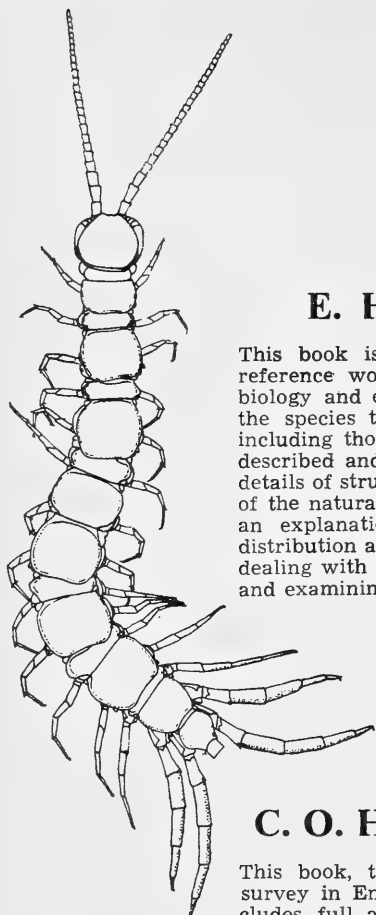 E. H
This book is
reference wo
biology and e
the species t
including tho
described and
details of stru
of the natura
an explanati
distribution a
dealing with
and examinin
C. O. H
This book, t
survey in En
cludes full a